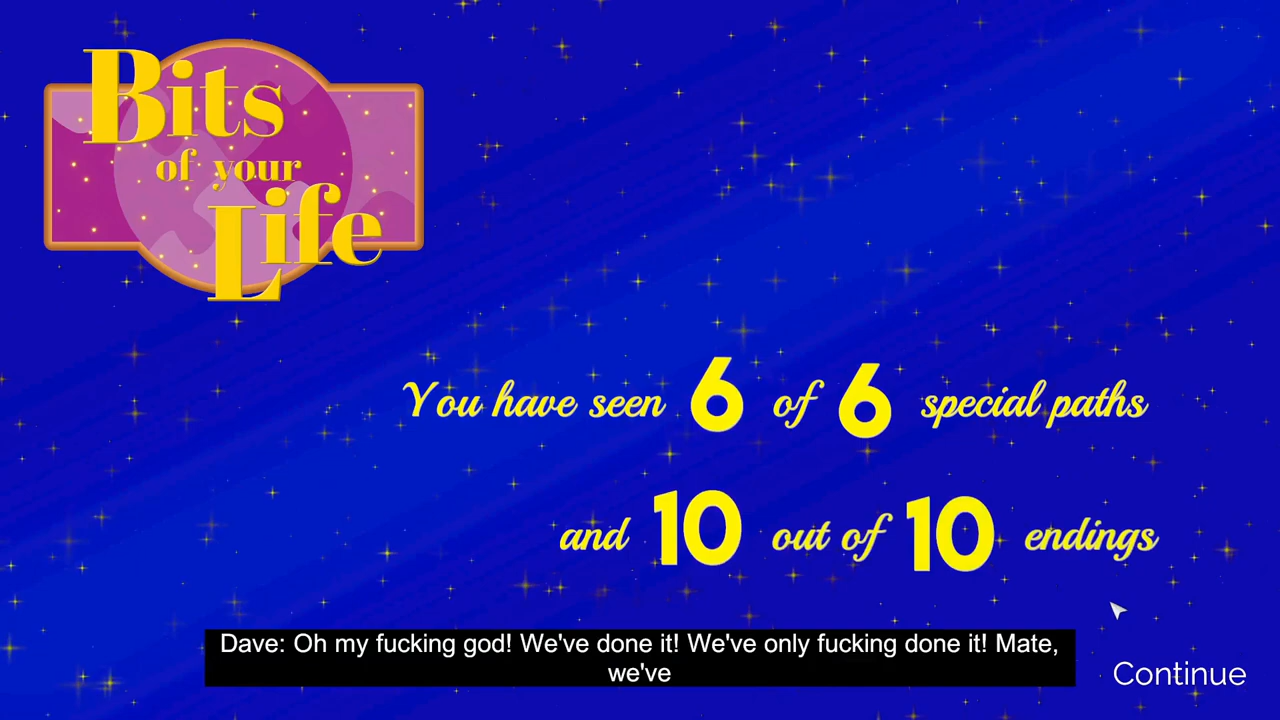 Bits
of your
Life
You have seen 6 of 6 special paths
and 10 out of 10 endings
Dave: Oh my fucking god! We've done it! We've only fucking done it! Mate,
we've
Continue